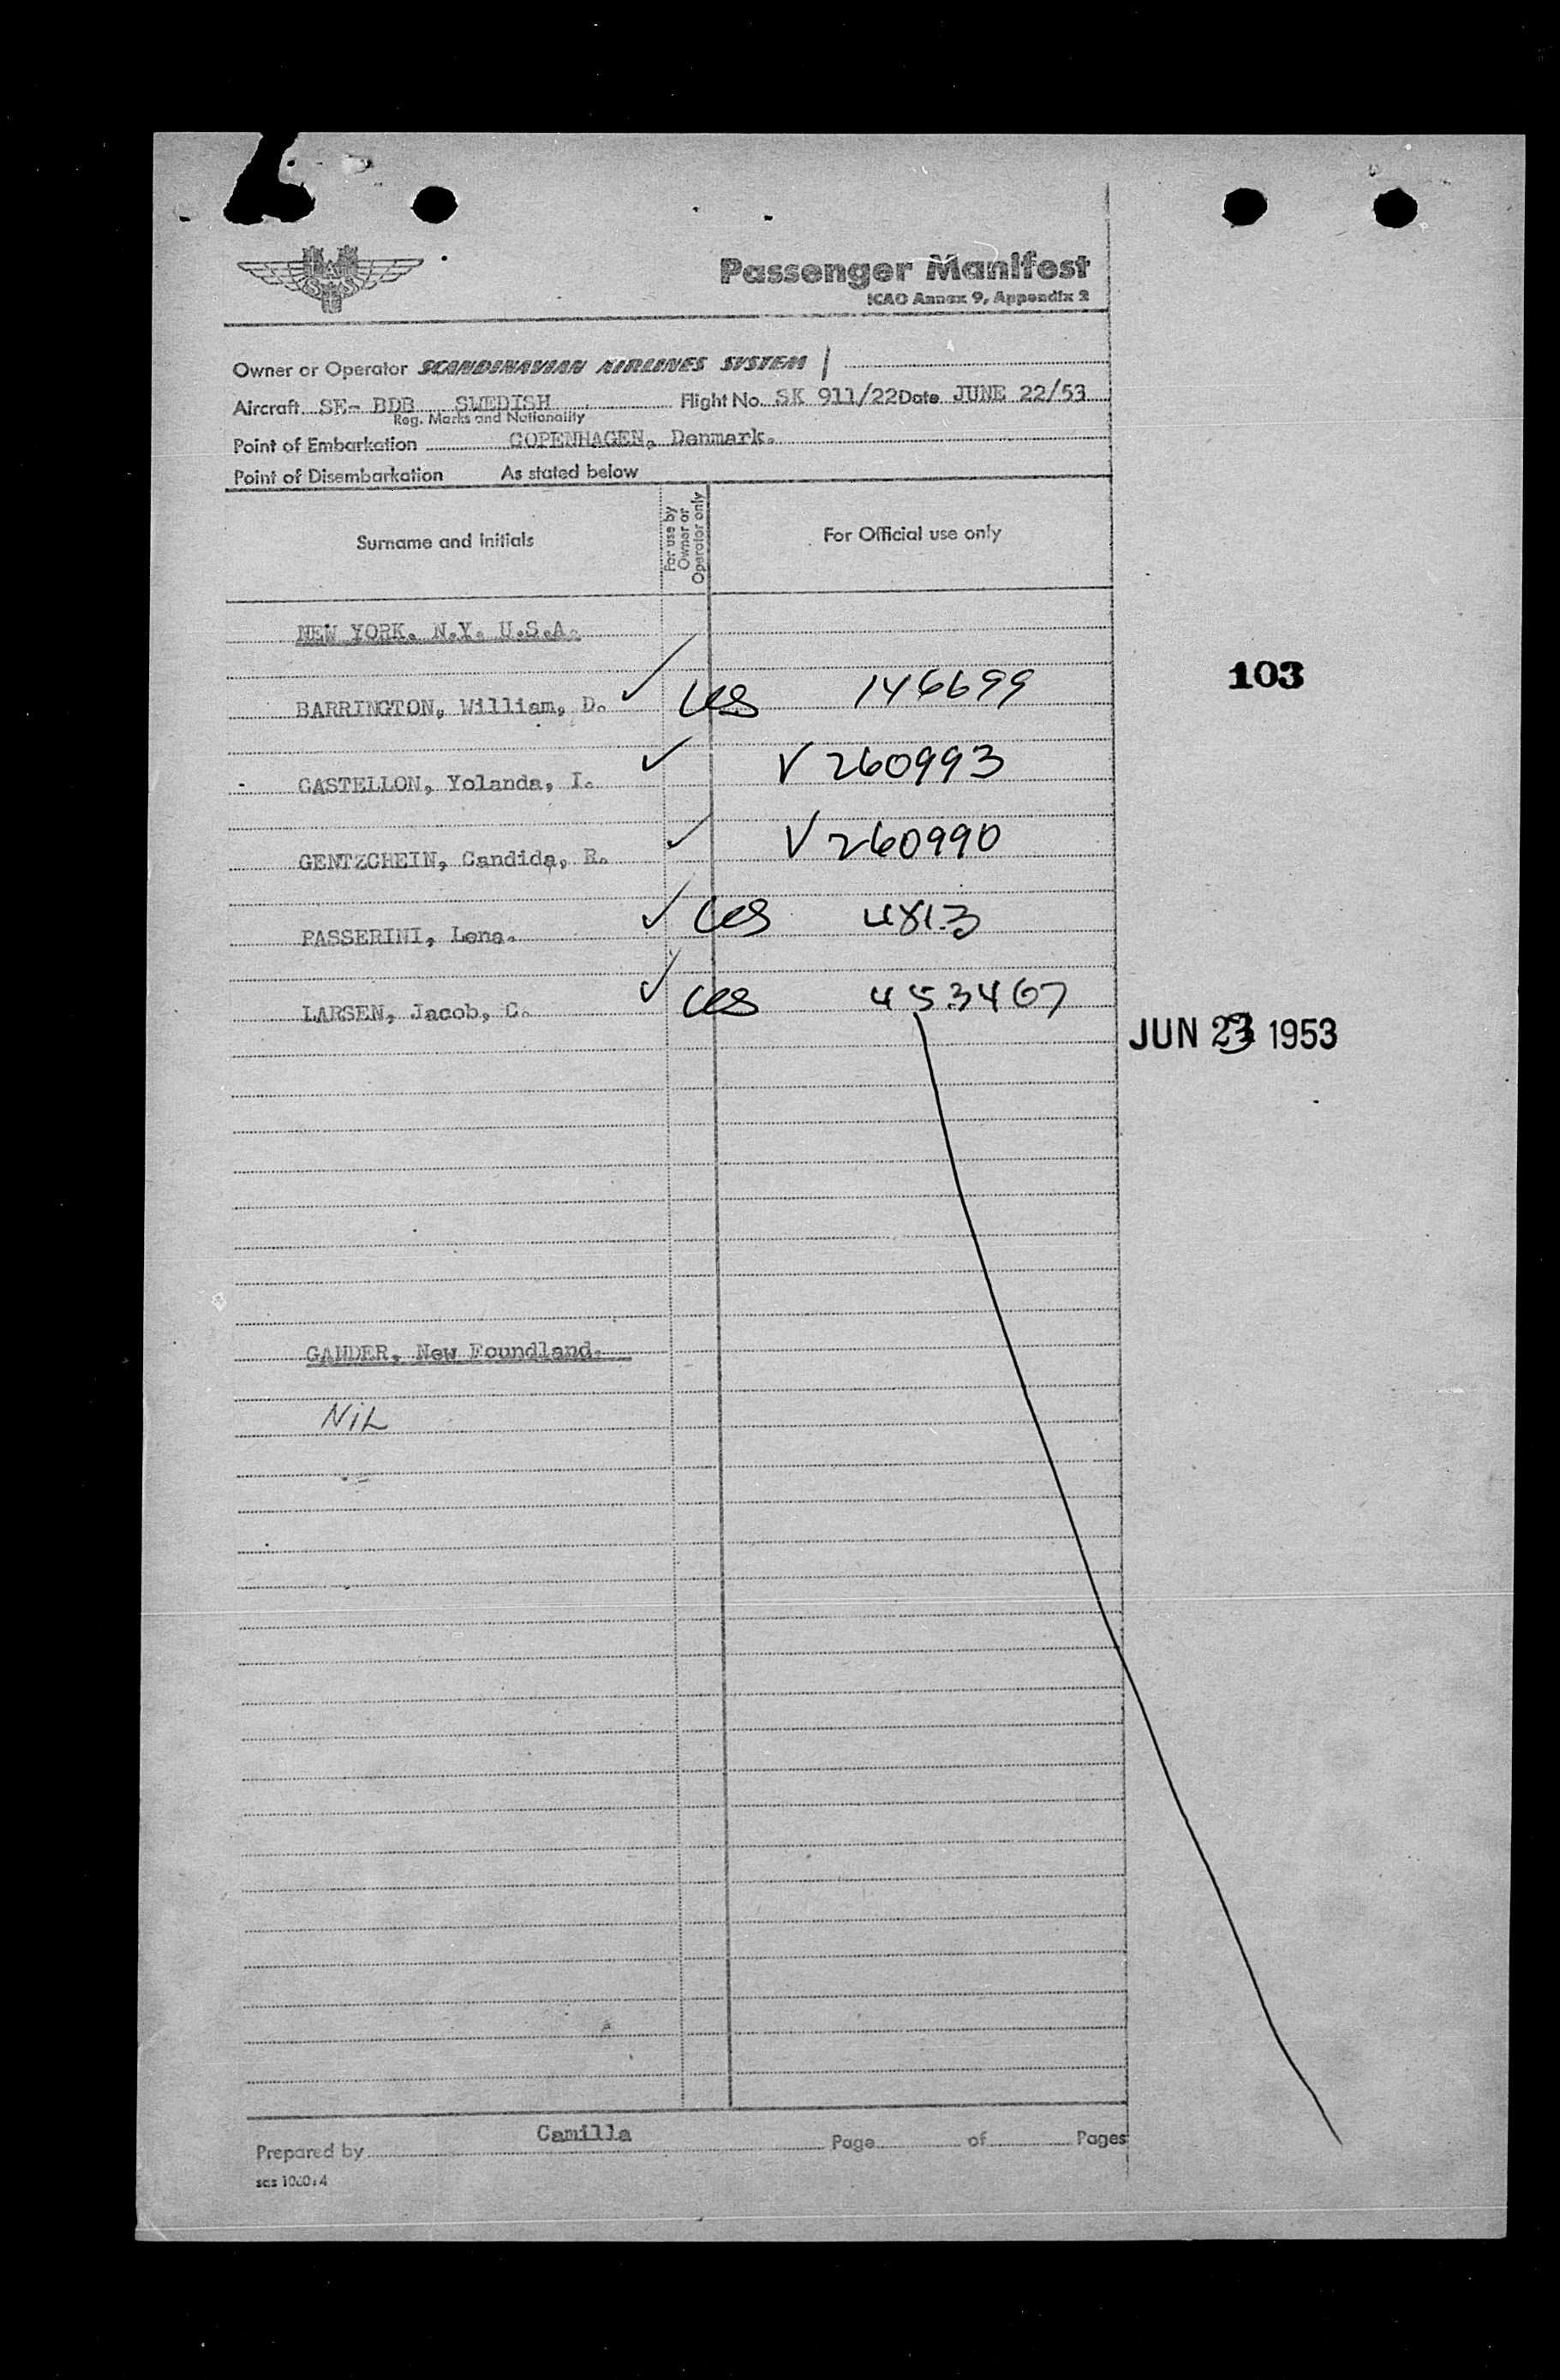 SAS
Passenger Manifest
ICAO Annex 9, Appendix 2
Owner or Operator SCANDINAVIAN AIRLINES SYSTEM /
Aircraft SE- BDB SWEDISH Flight No. SK 911/22 Date JUNE 22/53
Reg. Marks and Nationality
Point of Embarkation COPENHAGEN, Denmark.
Point of Disembarkation As stated below
Surname and initials
For use by Owner or Operator only
For Official use only
NEW YORK. N.Y. U.S.A.
103
BARRINGTON, William, D. ✓ US 146699
CASTELLON, Yolanda, I. ✓ V 260993
GENTZCHEIN, Candida, R. ✓ V 260990
PASSERINI, Lena. ✓ US 4813
LARSEN, Jacob, C. ✓ US 453467
JUN 23 1953
GANDER, New Foundland.
NiL
Prepared by Camilla Page of Pages